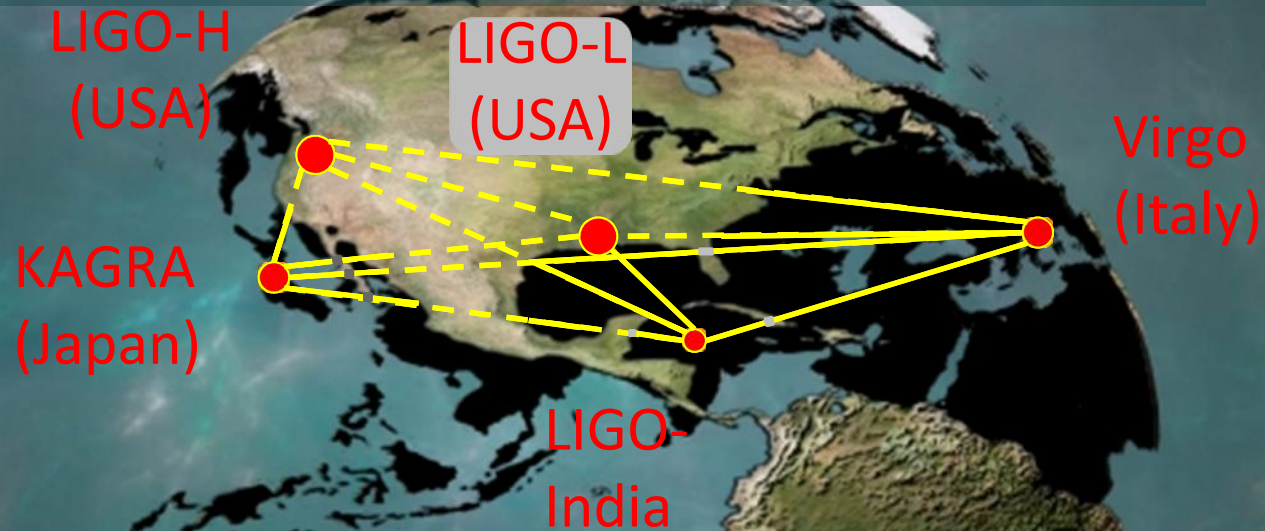 LIGO-H
(USA)
LIGO-L
(USA)
Virgo
(Italy)
KAGRA
(Japan)
LIGO-
India